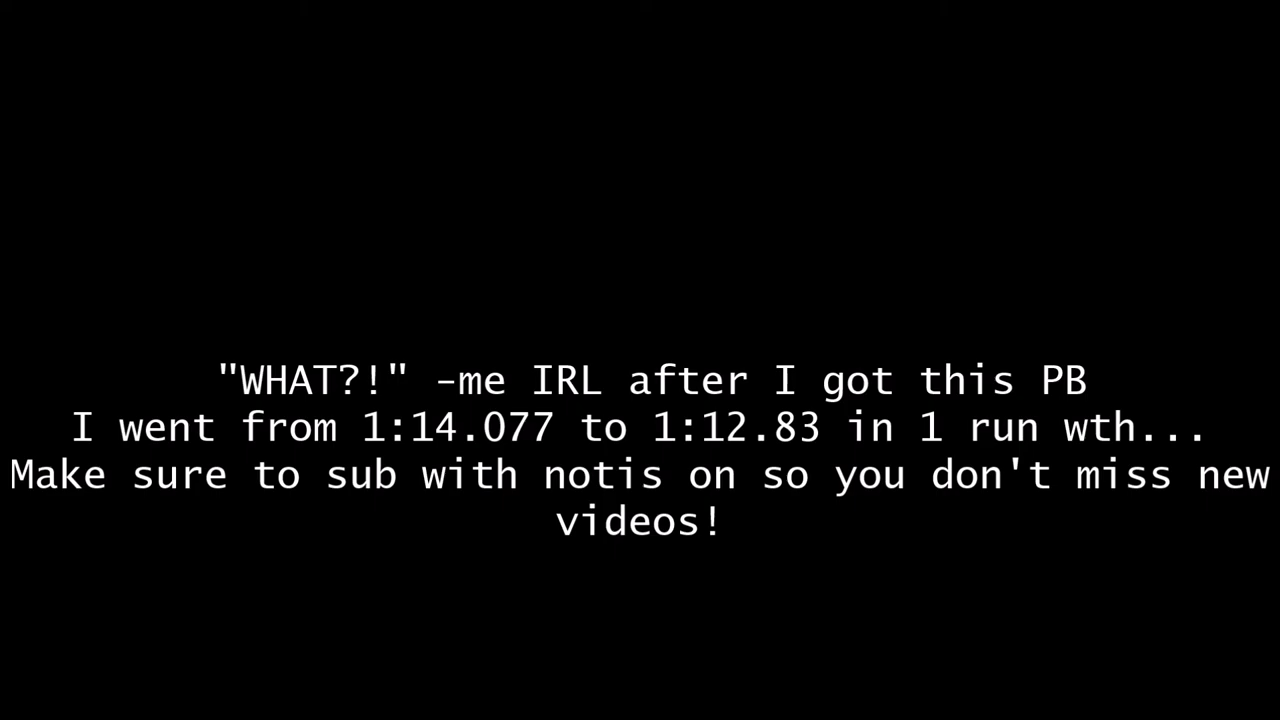 "WHAT?!" -me IRL after I got this PB
I went from 1:14.077 to 1:12.83 in 1 run wth...
Make sure to sub with notis on so you don't miss new
videos!